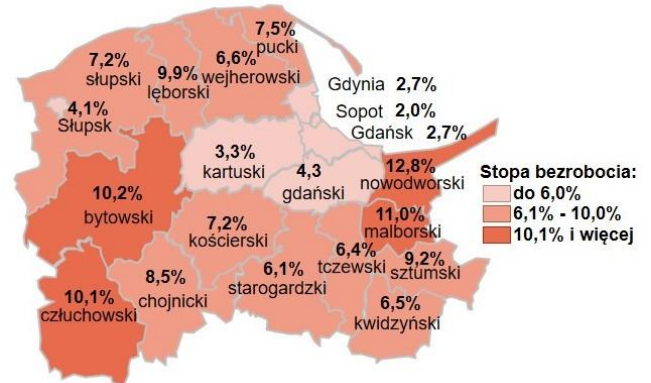 7,5%
pucki
7,2%
słupski
9,9%
lęborski
6,6%
wejherowski
Gdynia 2,7%
Sopot 2,0%
Gdańsk 2,7%
4,1%
Słupsk
3,3%
kartuski
4,3
gdański
12,8%
nowodworski
Stopa bezrobocia:
do 6,0%
6,1% - 10,0%
10,1% i więcej
10,2%
bytowski
7,2%
kościerski
11,0%
malborski
6,4%
tczewski
9,2%
sztumski
10,1%
człuchowski
8,5%
chojnicki
6,1%
starogardzki
6,5%
kwidzyński